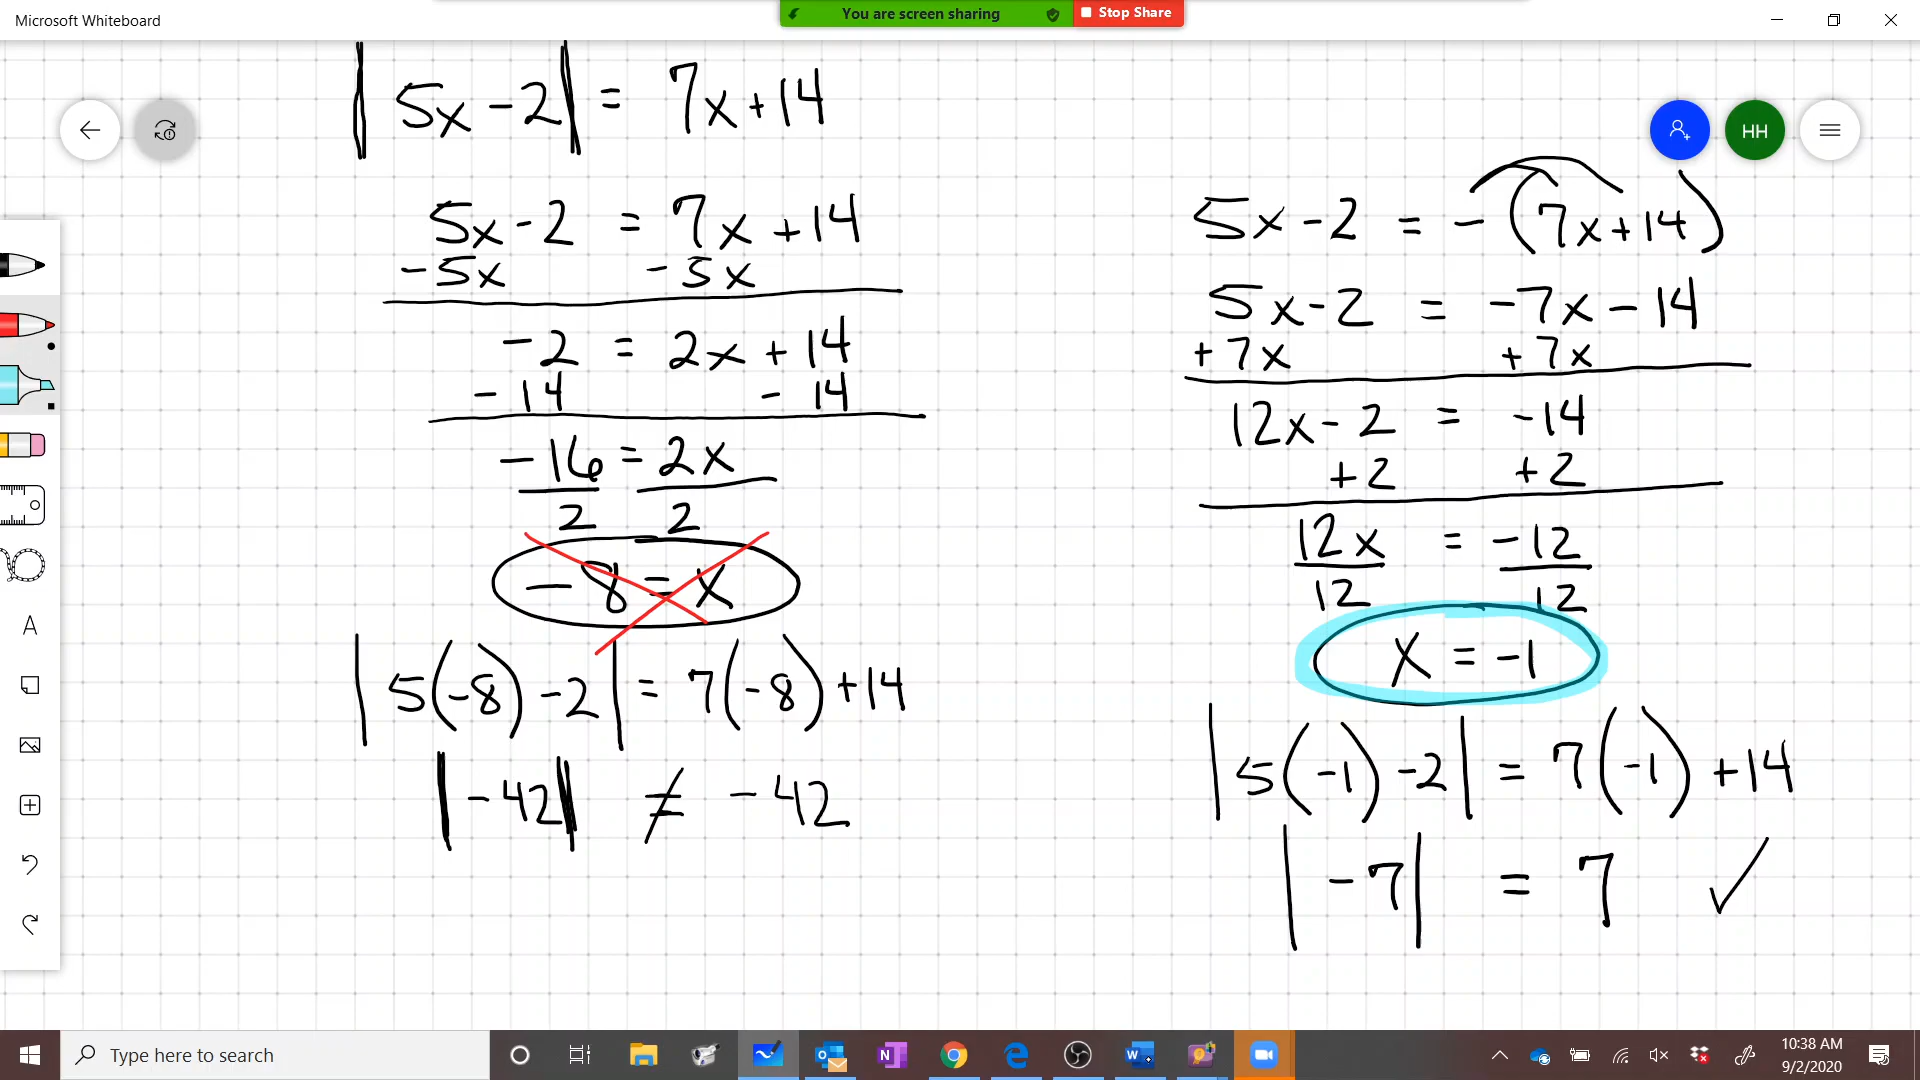 Microsoft Whiteboard
You are screen sharing
Stop Share
HH
|5x - 2| = 7x + 14
5x - 2 = 7x + 14
- 5x - 5x
- 2 = 2x + 14
- 14 - 14
- 16 = 2x
2 2
- 8 = x
|5(-8) - 2| = 7(-8) + 14
|- 42| ≠ - 42
5x - 2 = - (7x + 14)
5x - 2 = - 7x - 14
+ 7x + 7x
12x - 2 = - 14
+ 2 + 2
12x = - 12
12 12
x = - 1
|5(-1) - 2| = 7(-1) + 14
|- 7| = 7 ✓
A
Type here to search
10:38 AM
9/2/2020